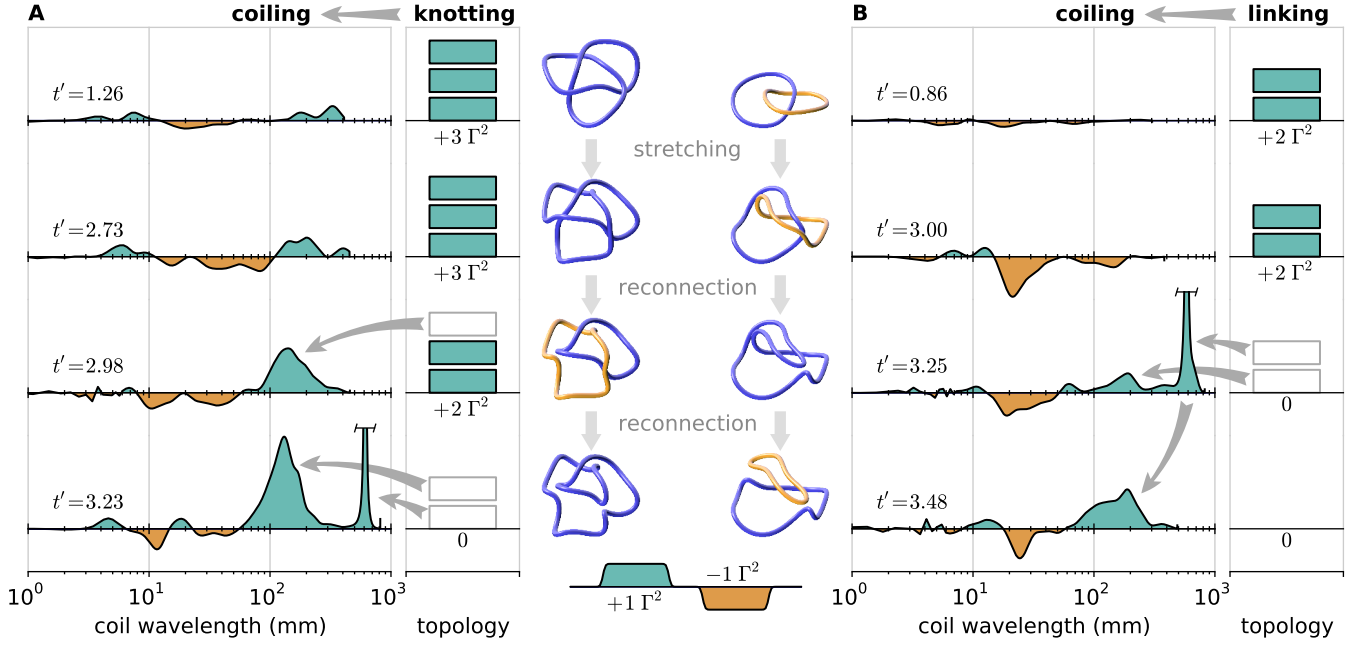 A
coiling
knotting
B
coiling
linking
t′=1.26
+3 Γ²
t′=0.86
+2 Γ²
stretching
t′=2.73
+3 Γ²
t′=3.00
+2 Γ²
reconnection
t′=2.98
+2 Γ²
t′=3.25
0
reconnection
t′=3.23
0
t′=3.48
0
+1 Γ²
−1 Γ²
10⁰ 10¹ 10² 10³
coil wavelength (mm)
topology
10⁰ 10¹ 10² 10³
coil wavelength (mm)
topology